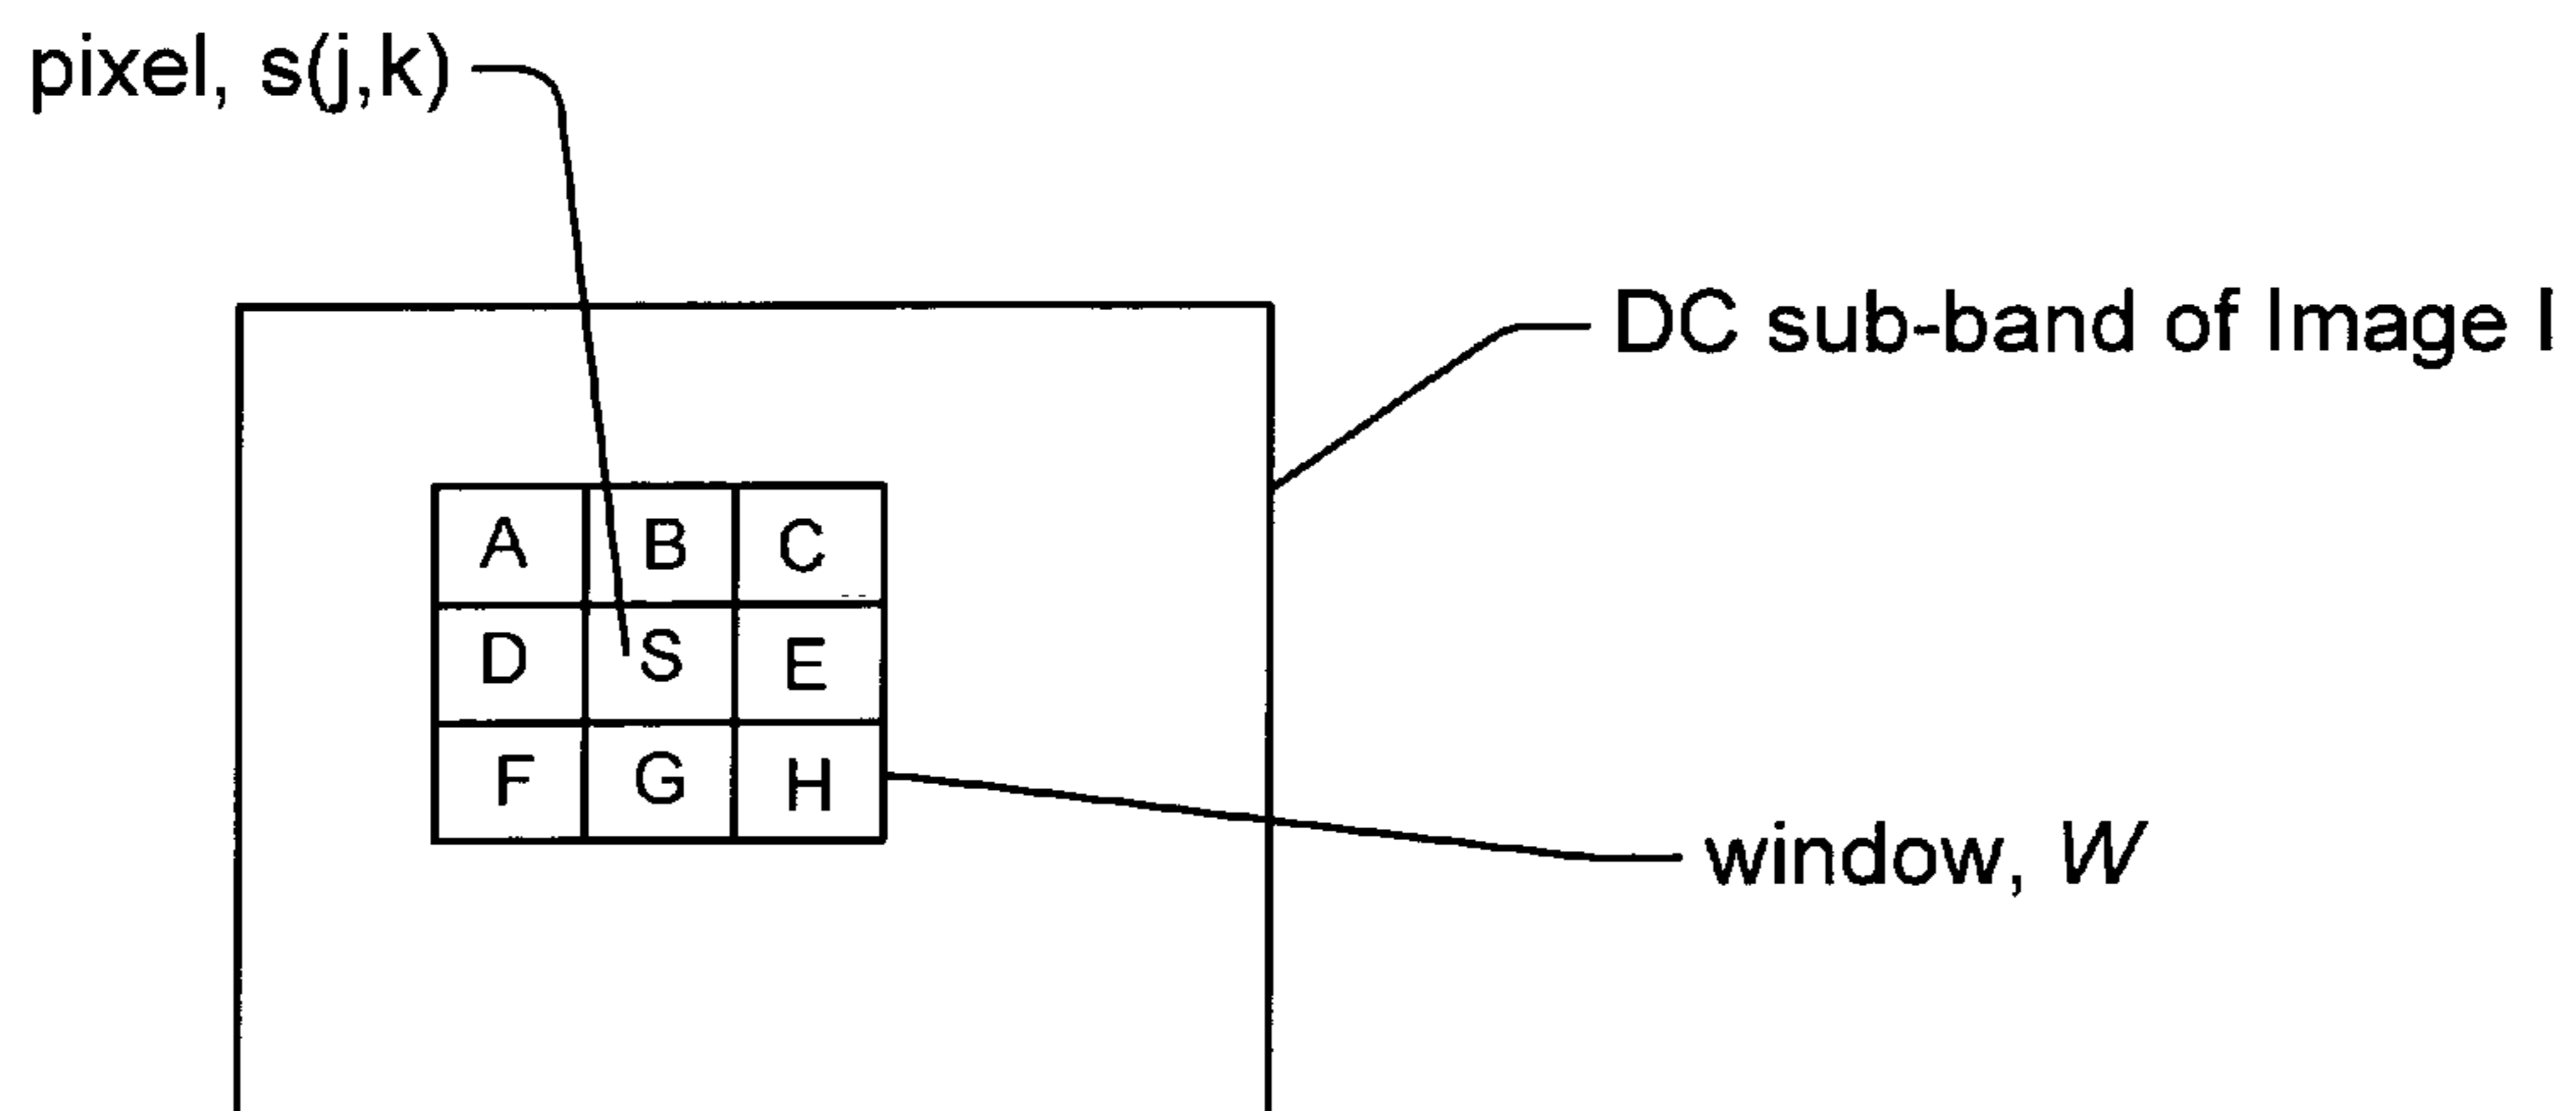 pixel, s(j,k)
DC sub-band of Image I
A B C
D S E
F G H
window, W